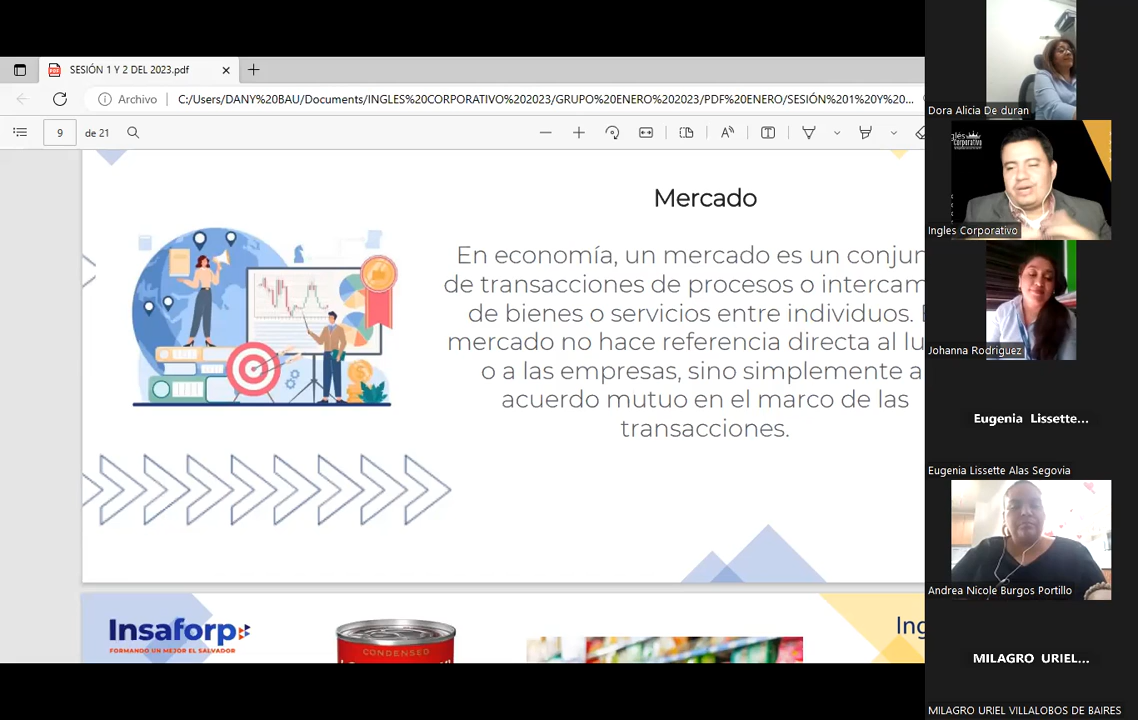 SESIÓN 1 Y 2 DEL 2023.pdf
Archivo
C:/Users/DANY%20BAU/Documents/INGLES%20CORPORATIVO%202023/GRUPO%20ENERO%202023/PDF%20ENERO/SESIÓN%201%20Y%20...
9 de 21
Mercado
En economía, un mercado es un conjun
de transacciones de procesos o intercam
de bienes o servicios entre individuos.
mercado no hace referencia directa al lu
o a las empresas, sino simplemente a
acuerdo mutuo en el marco de las
transacciones.
Insaforp
FORMANDO UN MEJOR EL SALVADOR
CONDENSED
Ing
Dora Alicia De duran
glés
corporativo
Ingles Corporativo
Johanna Rodriguez
Eugenia Lissette...
Eugenia Lissette Alas Segovia
Andrea Nicole Burgos Portillo
MILAGRO URIEL...
MILAGRO URIEL VILLALOBOS DE BAIRES